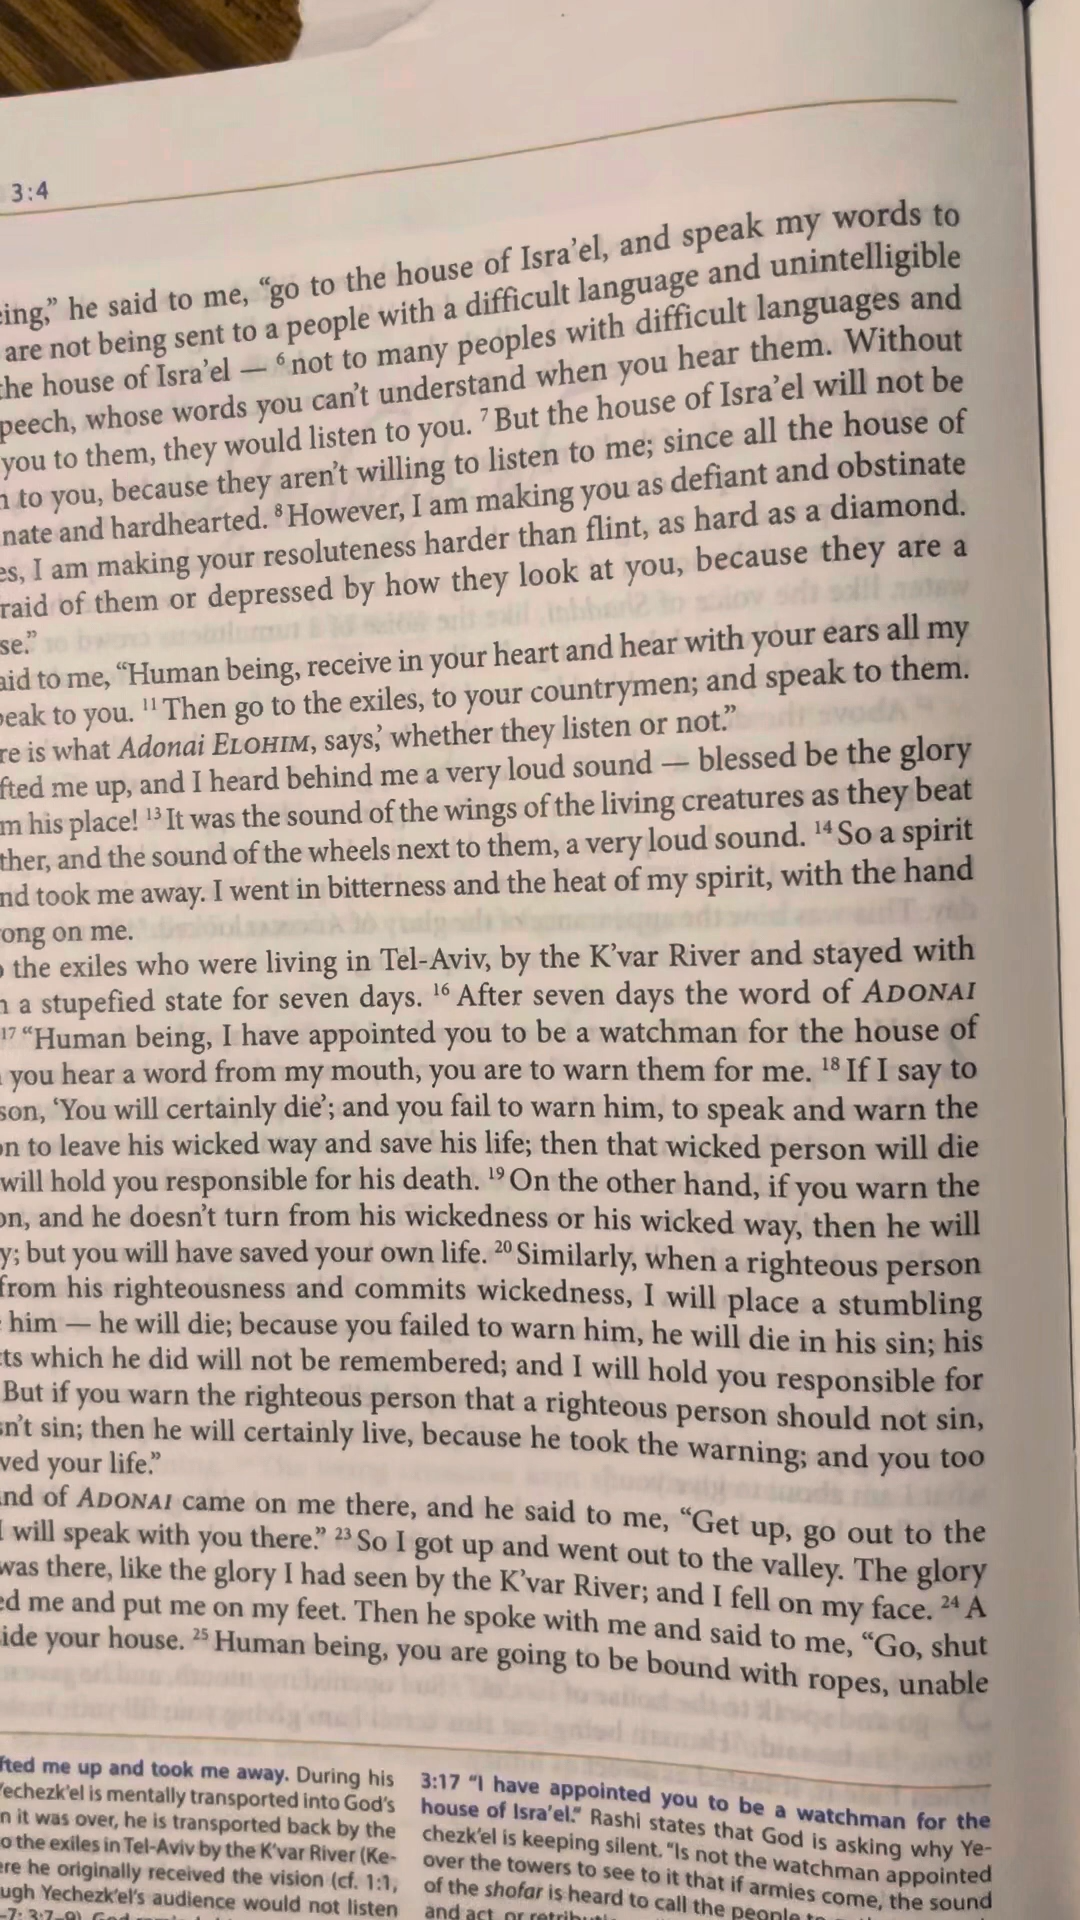 3:4
eing,” he said to me, “go to the house of Isra’el, and speak my words to
are not being sent to a people with a difficult language and unintelligible
the house of Isra’el — ⁶not to many peoples with difficult languages and
peech, whose words you can’t understand when you hear them. Without
you to them, they would listen to you. ⁷But the house of Isra’el will not be
n to you, because they aren’t willing to listen to me; since all the house of
nate and hardhearted. ⁸However, I am making you as defiant and obstinate
es, I am making your resoluteness harder than flint, as hard as a diamond.
raid of them or depressed by how they look at you, because they are a
se.”
aid to me, “Human being, receive in your heart and hear with your ears all my
peak to you. ¹¹Then go to the exiles, to your countrymen; and speak to them.
re is what Adonai ELOHIM, says,’ whether they listen or not.”
fted me up, and I heard behind me a very loud sound — blessed be the glory
m his place! ¹³It was the sound of the wings of the living creatures as they beat
ther, and the sound of the wheels next to them, a very loud sound. ¹⁴So a spirit
nd took me away. I went in bitterness and the heat of my spirit, with the hand
rong on me.
o the exiles who were living in Tel-Aviv, by the K’var River and stayed with
n a stupefied state for seven days. ¹⁶After seven days the word of ADONAI
¹⁷“Human being, I have appointed you to be a watchman for the house of
you hear a word from my mouth, you are to warn them for me. ¹⁸If I say to
son, ‘You will certainly die’; and you fail to warn him, to speak and warn the
on to leave his wicked way and save his life; then that wicked person will die
will hold you responsible for his death. ¹⁹On the other hand, if you warn the
on, and he doesn’t turn from his wickedness or his wicked way, then he will
y; but you will have saved your own life. ²⁰Similarly, when a righteous person
from his righteousness and commits wickedness, I will place a stumbling
him — he will die; because you failed to warn him, he will die in his sin; his
ts which he did will not be remembered; and I will hold you responsible for
But if you warn the righteous person that a righteous person should not sin,
sn’t sin; then he will certainly live, because he took the warning; and you too
ved your life.”
nd of ADONAI came on me there, and he said to me, “Get up, go out to the
I will speak with you there.” ²³So I got up and went out to the valley. The glory
was there, like the glory I had seen by the K’var River; and I fell on my face. ²⁴A
ed me and put me on my feet. Then he spoke with me and said to me, “Go, shut
ide your house. ²⁵Human being, you are going to be bound with ropes, unable
fted me up and took me away. During his
Yechezk’el is mentally transported into God’s
n it was over, he is transported back by the
o the exiles in Tel-Aviv by the K’var River (Ke-
ere he originally received the vision (cf. 1:1,
ugh Yechezk’el’s audience would not listen
3:17 “I have appointed you to be a watchman for the
house of Isra’el.” Rashi states that God is asking why Ye-
chezk’el is keeping silent. “Is not the watchman appointed
over the towers to see to it that if armies come, the sound
of the shofar is heard to call the people